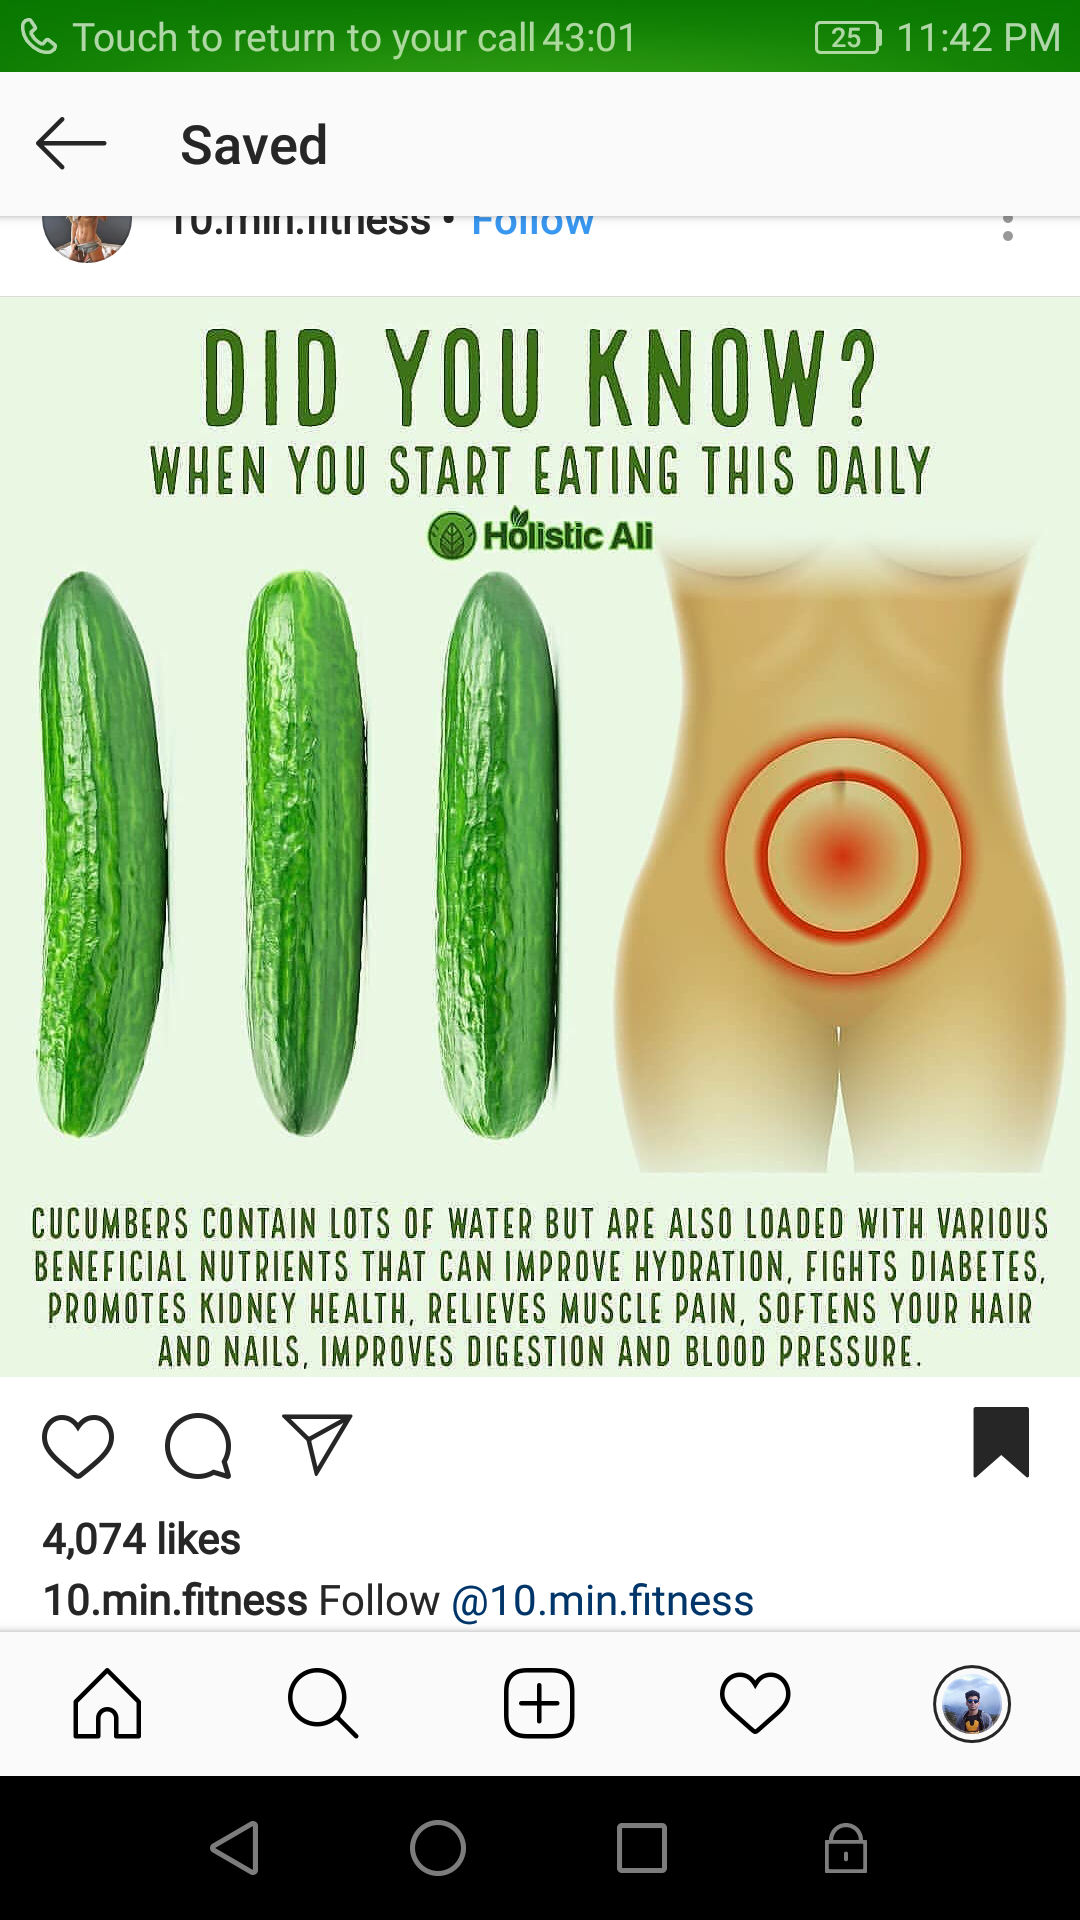 Touch to return to your call 43:01 25 11:42 PM
Saved
10.min.fitness • Follow
DID YOU KNOW?
WHEN YOU START EATING THIS DAILY
Holistic Ali
CUCUMBERS CONTAIN LOTS OF WATER BUT ARE ALSO LOADED WITH VARIOUS
BENEFICIAL NUTRIENTS THAT CAN IMPROVE HYDRATION, FIGHTS DIABETES,
PROMOTES KIDNEY HEALTH, RELIEVES MUSCLE PAIN, SOFTENS YOUR HAIR
AND NAILS, IMPROVES DIGESTION AND BLOOD PRESSURE.
4,074 likes
10.min.fitness Follow @10.min.fitness